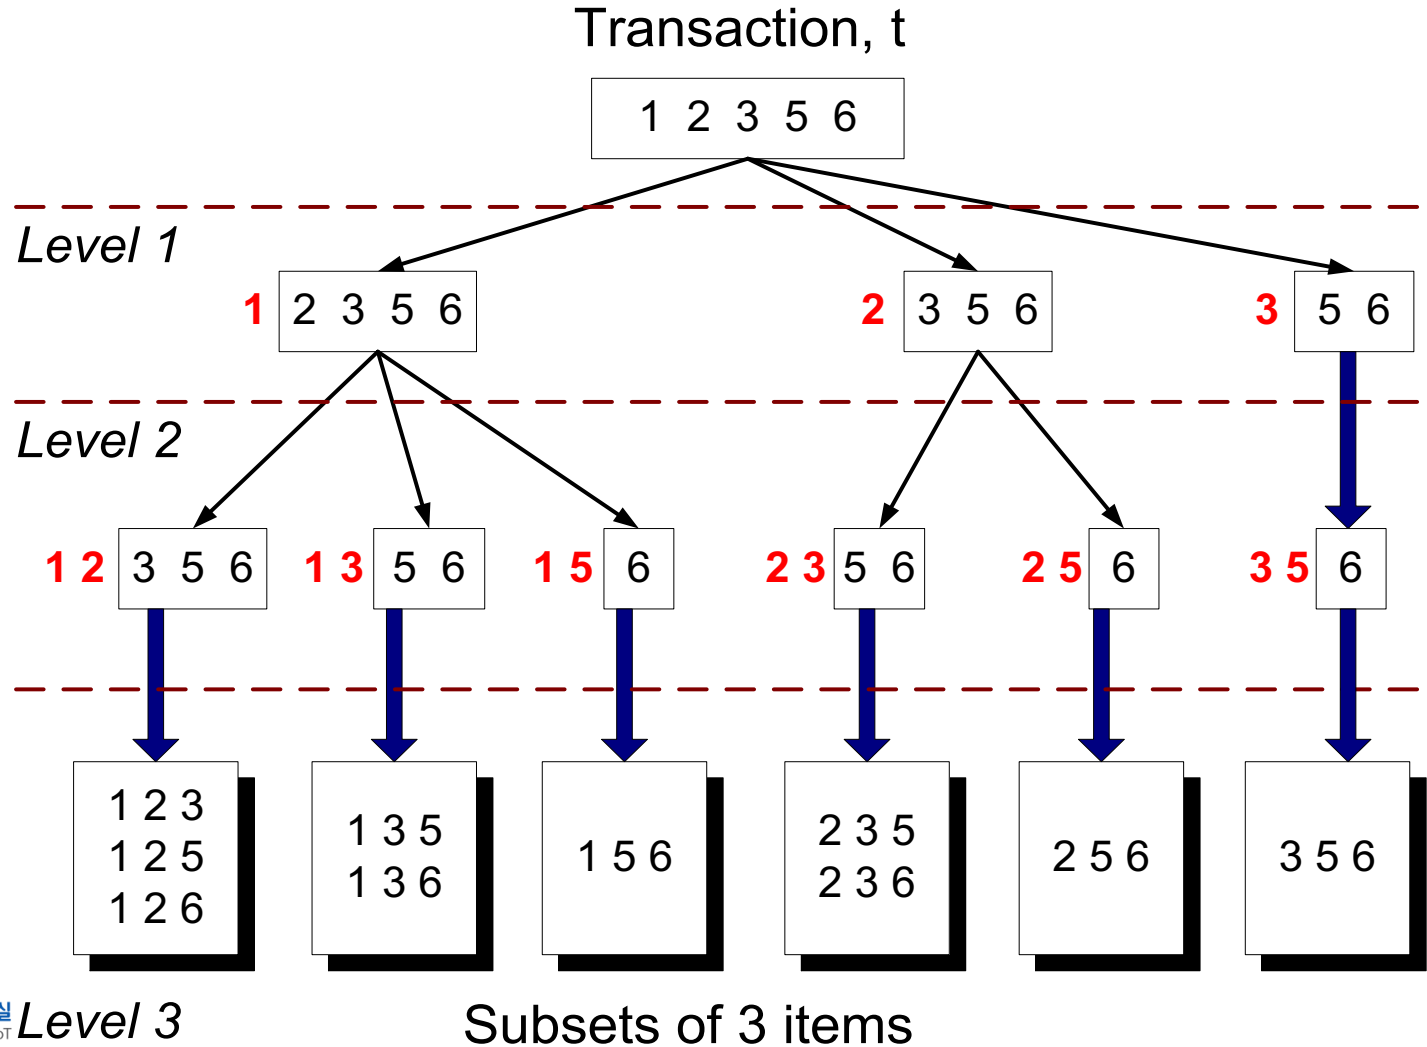 Transaction, t
1 2 3 5 6
Level 1
1 2 3 5 6
2 3 5 6
3 5 6
Level 2
1 2 3 5 6
1 3 5 6
1 5 6
2 3 5 6
2 5 6
3 5 6
1 2 3
1 2 5
1 2 6
1 3 5
1 3 6
1 5 6
2 3 5
2 3 6
2 5 6
3 5 6
실
Level 3
Subsets of 3 items